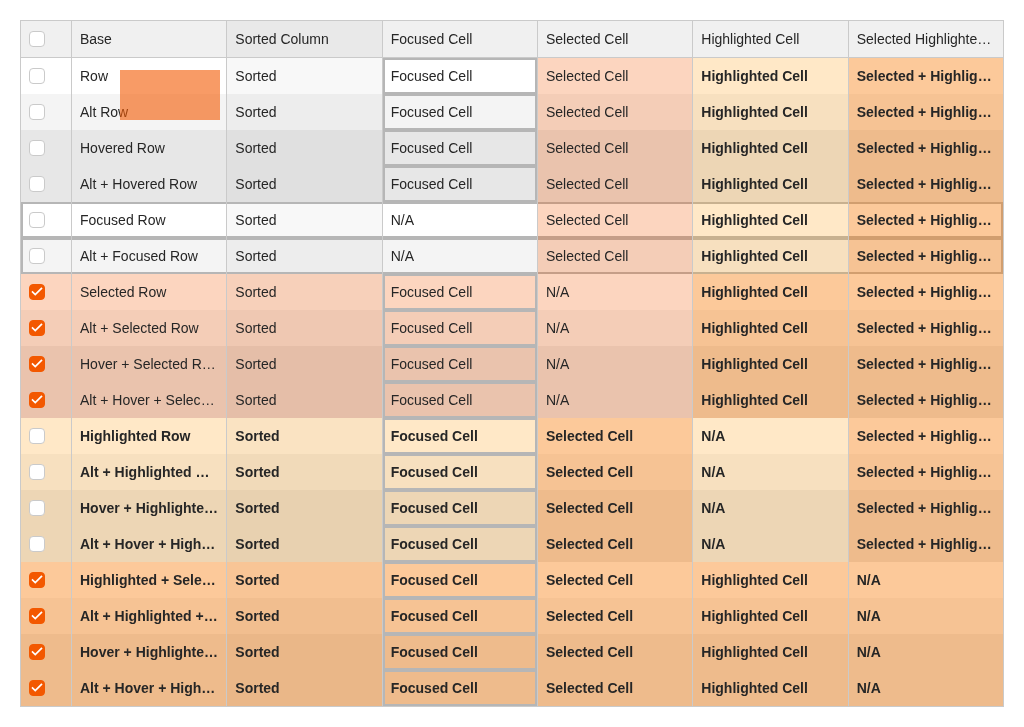 Base Sorted Column Focused Cell Selected Cell Highlighted Cell Selected Highlighte…
Row Sorted Focused Cell Selected Cell Highlighted Cell Selected + Highlig…
Alt Row Sorted Focused Cell Selected Cell Highlighted Cell Selected + Highlig…
Hovered Row Sorted Focused Cell Selected Cell Highlighted Cell Selected + Highlig…
Alt + Hovered Row Sorted Focused Cell Selected Cell Highlighted Cell Selected + Highlig…
Focused Row Sorted N/A Selected Cell Highlighted Cell Selected + Highlig…
Alt + Focused Row Sorted N/A Selected Cell Highlighted Cell Selected + Highlig…
Selected Row Sorted Focused Cell N/A Highlighted Cell Selected + Highlig…
Alt + Selected Row Sorted Focused Cell N/A Highlighted Cell Selected + Highlig…
Hover + Selected R… Sorted Focused Cell N/A Highlighted Cell Selected + Highlig…
Alt + Hover + Selec… Sorted Focused Cell N/A Highlighted Cell Selected + Highlig…
Highlighted Row Sorted Focused Cell Selected Cell N/A Selected + Highlig…
Alt + Highlighted … Sorted Focused Cell Selected Cell N/A Selected + Highlig…
Hover + Highlighte… Sorted Focused Cell Selected Cell N/A Selected + Highlig…
Alt + Hover + High… Sorted Focused Cell Selected Cell N/A Selected + Highlig…
Highlighted + Sele… Sorted Focused Cell Selected Cell Highlighted Cell N/A
Alt + Highlighted +… Sorted Focused Cell Selected Cell Highlighted Cell N/A
Hover + Highlighte… Sorted Focused Cell Selected Cell Highlighted Cell N/A
Alt + Hover + High… Sorted Focused Cell Selected Cell Highlighted Cell N/A